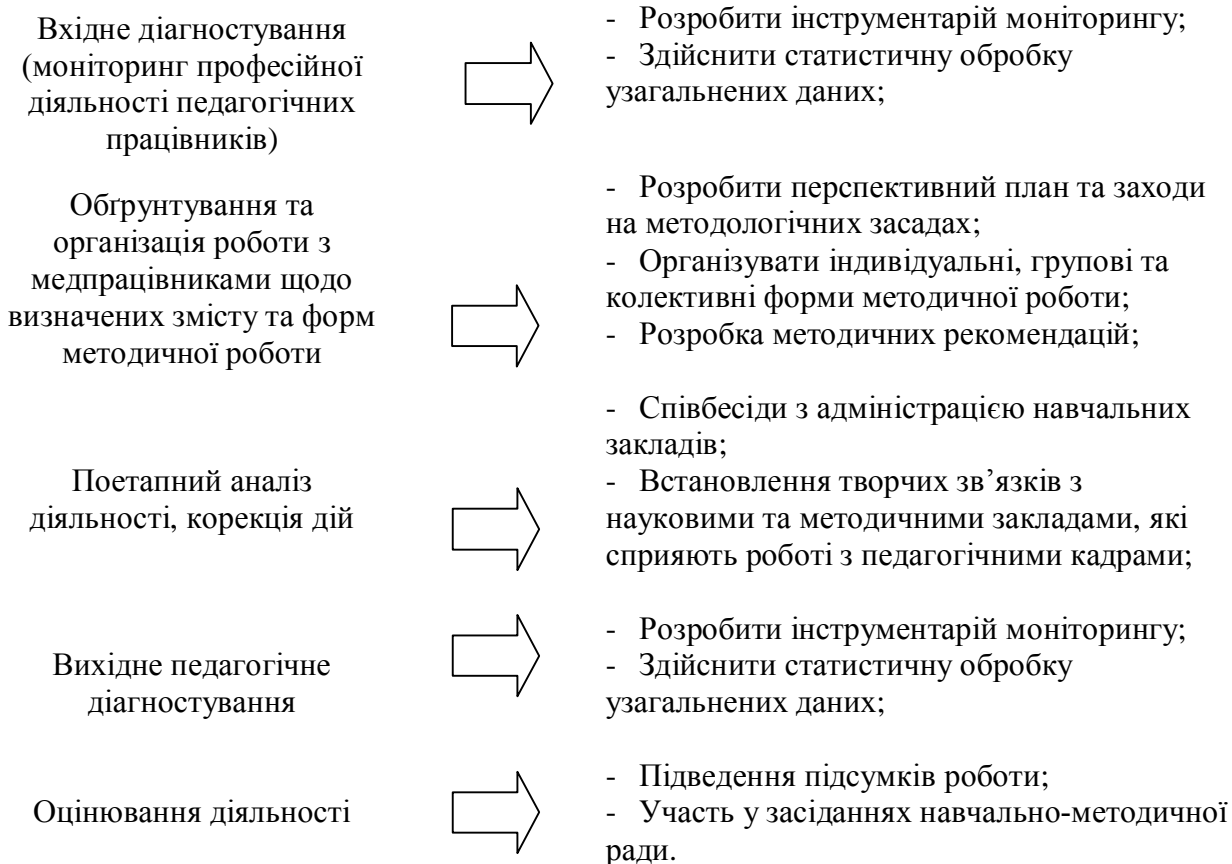 Вхідне діагностування
(моніторинг професійної
діяльності педагогічних
працівників)
- Розробити інструментарій моніторингу;
- Здійснити статистичну обробку
узагальнених даних;
Обґрунтування та
організація роботи з
медпрацівниками щодо
визначених змісту та форм
методичної роботи
- Розробити перспективний план та заходи
на методологічних засадах;
- Організувати індивідуальні, групові та
колективні форми методичної роботи;
- Розробка методичних рекомендацій;
Поетапний аналіз
діяльності, корекція дій
- Співбесіди з адміністрацією навчальних
закладів;
- Встановлення творчих зв’язків з
науковими та методичними закладами, які
сприяють роботі з педагогічними кадрами;
Вихідне педагогічне
діагностування
- Розробити інструментарій моніторингу;
- Здійснити статистичну обробку
узагальнених даних;
Оцінювання діяльності
- Підведення підсумків роботи;
- Участь у засіданнях навчально-методичної
ради.